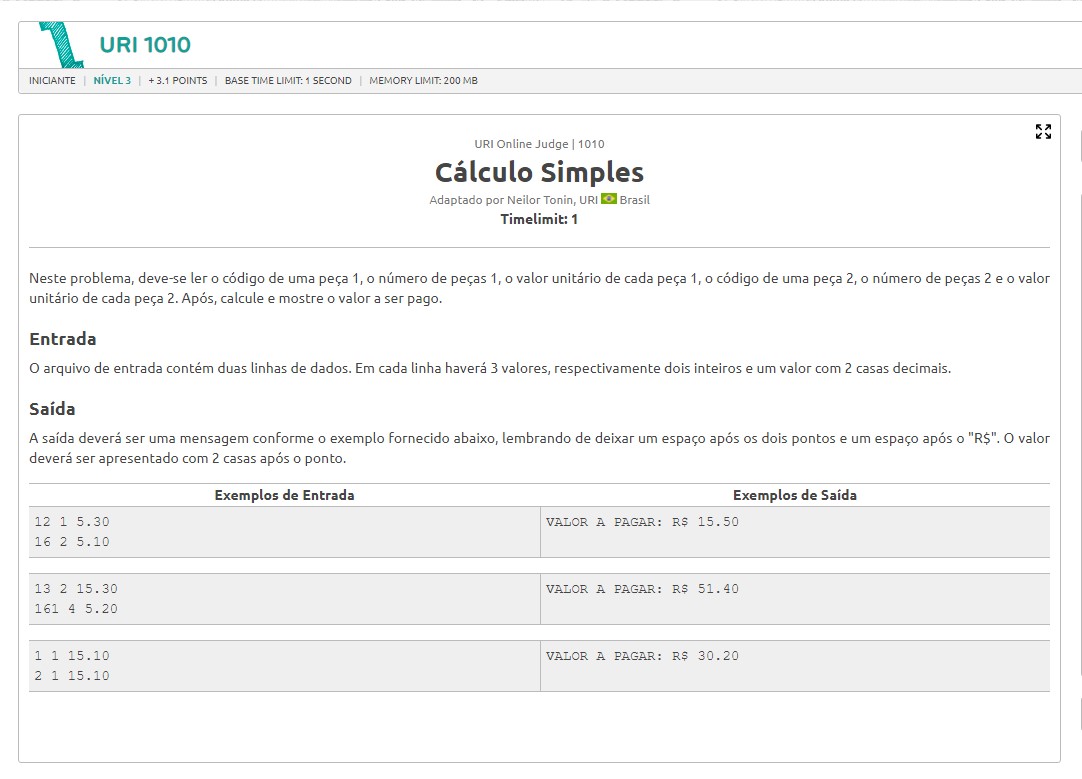 URI 1010
INICIANTE | NÍVEL 3 | + 3.1 POINTS | BASE TIME LIMIT: 1 SECOND | MEMORY LIMIT: 200 MB
URI Online Judge | 1010
Cálculo Simples
Adaptado por Neilor Tonin, URI Brasil
Timelimit: 1
Neste problema, deve-se ler o código de uma peça 1, o número de peças 1, o valor unitário de cada peça 1, o código de uma peça 2, o número de peças 2 e o valor
unitário de cada peça 2. Após, calcule e mostre o valor a ser pago.
Entrada
O arquivo de entrada contém duas linhas de dados. Em cada linha haverá 3 valores, respectivamente dois inteiros e um valor com 2 casas decimais.
Saída
A saída deverá ser uma mensagem conforme o exemplo fornecido abaixo, lembrando de deixar um espaço após os dois pontos e um espaço após o "R$". O valor
deverá ser apresentado com 2 casas após o ponto.
Exemplos de Entrada Exemplos de Saída
12 1 5.30 VALOR A PAGAR: R$ 15.50
16 2 5.10
13 2 15.30 VALOR A PAGAR: R$ 51.40
161 4 5.20
1 1 15.10 VALOR A PAGAR: R$ 30.20
2 1 15.10